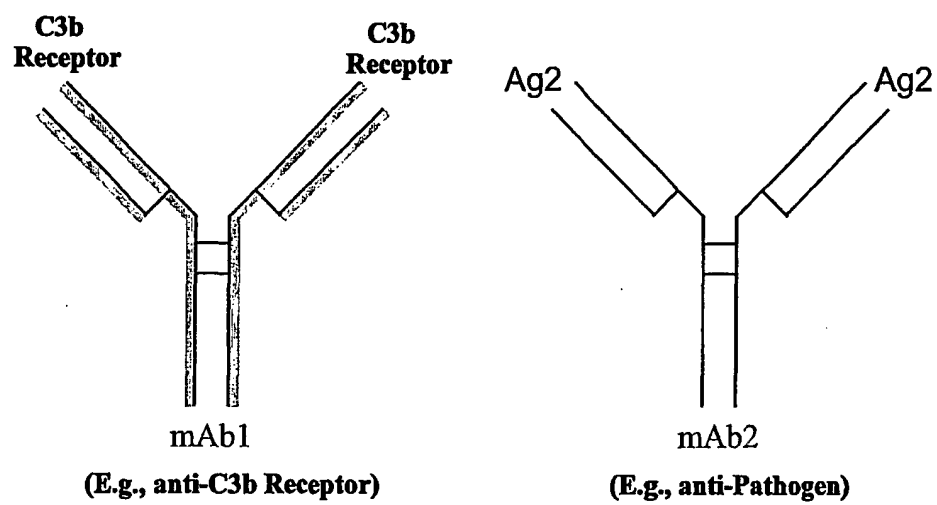 C3b
Receptor
C3b
Receptor
Ag2
Ag2
mAb1
mAb2
(E.g., anti-C3b Receptor)
(E.g., anti-Pathogen)